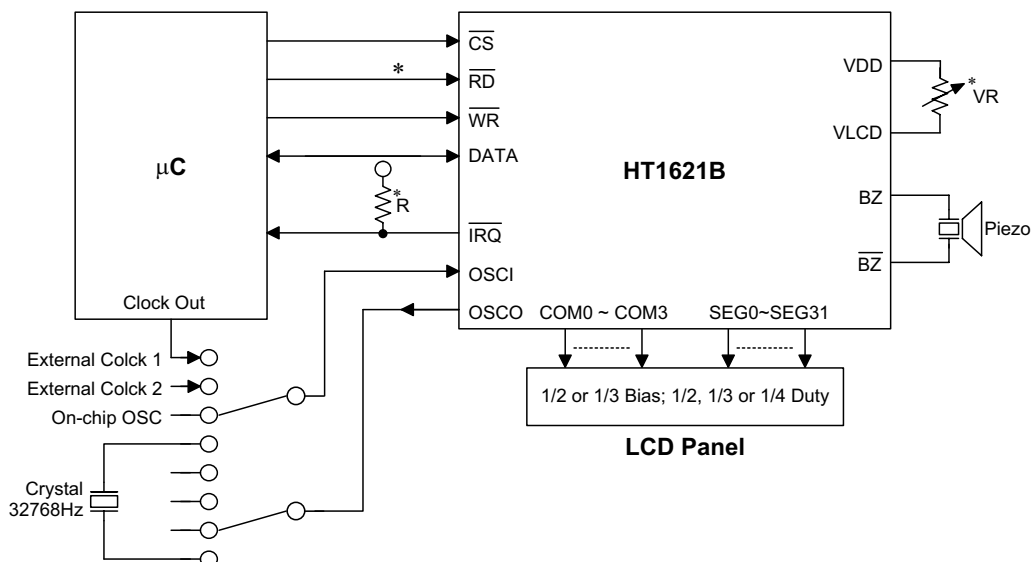 μC
Clock Out
*
CS
RD
WR
DATA
*
R
IRQ
OSCI
OSCO
HT1621B
COM0 ~ COM3
SEG0~SEG31
VDD
VLCD
*
VR
BZ
BZ
Piezo
1/2 or 1/3 Bias; 1/2, 1/3 or 1/4 Duty
LCD Panel
External Colck 1
External Colck 2
On-chip OSC
Crystal
32768Hz